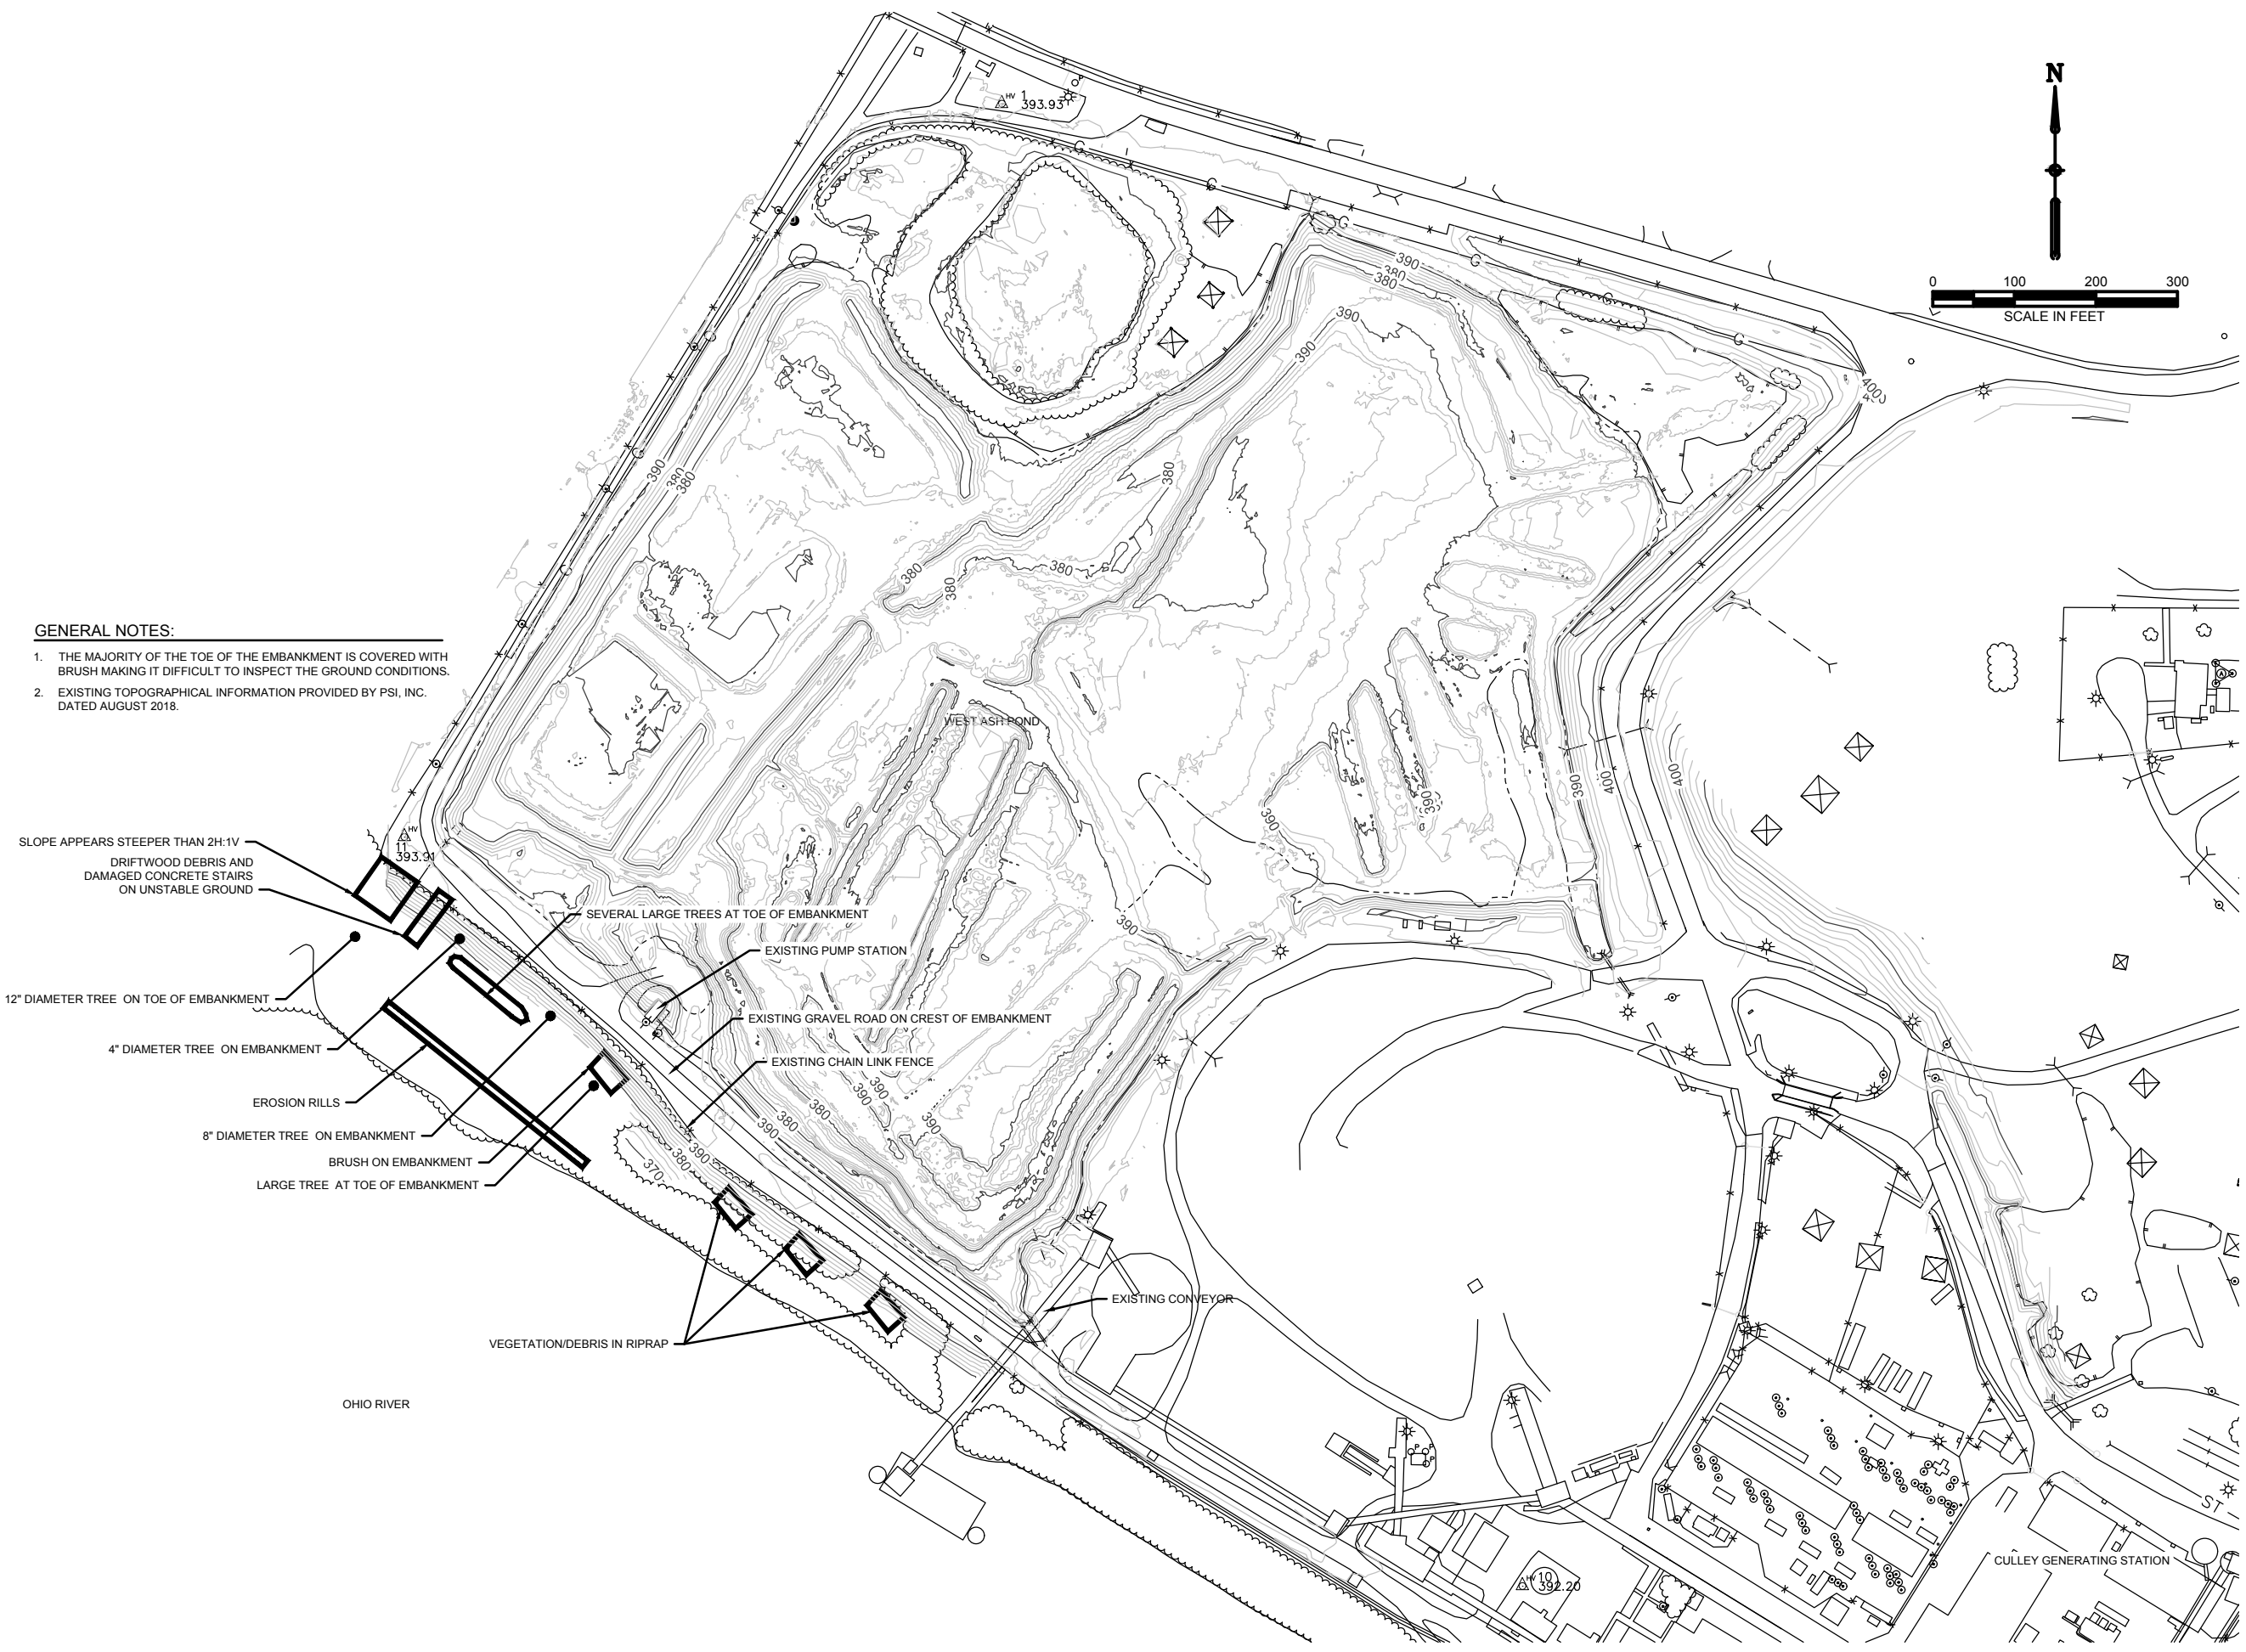 N
0 100 200 300
SCALE IN FEET
HV 1
393.93
P
G
G
G
G
G
G
G
G
G
G
390
380
380
390
390
400
390
380
380
380
380
380
380
GENERAL NOTES:
1. THE MAJORITY OF THE TOE OF THE EMBANKMENT IS COVERED WITH
BRUSH MAKING IT DIFFICULT TO INSPECT THE GROUND CONDITIONS.
2. EXISTING TOPOGRAPHICAL INFORMATION PROVIDED BY PSI, INC.
DATED AUGUST 2018.
A
WEST ASH POND
390
400
400
390
390
390
HV
11
393.91
SLOPE APPEARS STEEPER THAN 2H:1V
DRIFTWOOD DEBRIS AND
DAMAGED CONCRETE STAIRS
ON UNSTABLE GROUND
SEVERAL LARGE TREES AT TOE OF EMBANKMENT
EXISTING PUMP STATION
12" DIAMETER TREE ON TOE OF EMBANKMENT
EXISTING GRAVEL ROAD ON CREST OF EMBANKMENT
4" DIAMETER TREE ON EMBANKMENT
EXISTING CHAIN LINK FENCE
EROSION RILLS
390
390
380
380
390
390
8" DIAMETER TREE ON EMBANKMENT
BRUSH ON EMBANKMENT
390
380
370
LARGE TREE AT TOE OF EMBANKMENT
EXISTING CONVEYOR
VEGETATION/DEBRIS IN RIPRAP
OHIO RIVER
P
P
P
P
ST
CULLEY GENERATING STATION
HV 10
392.20